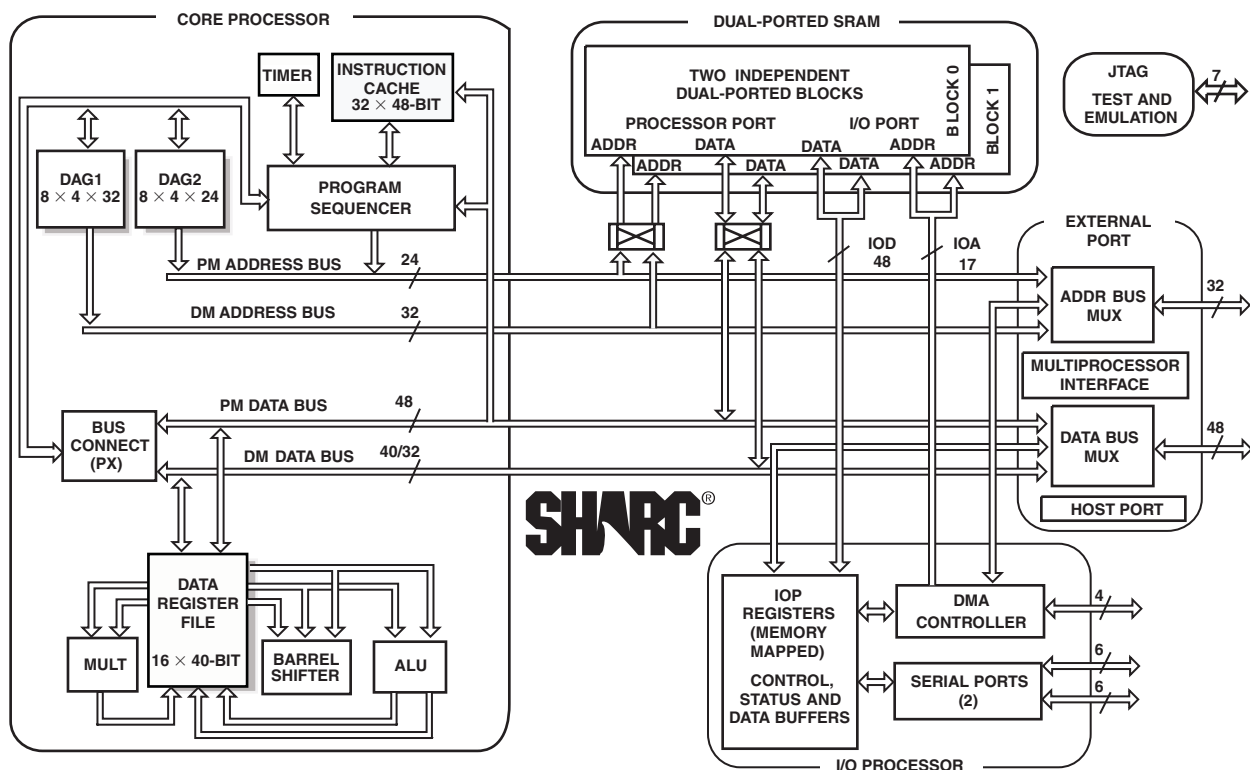 CORE PROCESSOR
TIMER
INSTRUCTION
CACHE
32 × 48-BIT
DAG1
8 × 4 × 32
DAG2
8 × 4 × 24
PROGRAM
SEQUENCER
PM ADDRESS BUS
24
DM ADDRESS BUS
32
BUS
CONNECT
(PX)
PM DATA BUS
48
DM DATA BUS
40/32
DATA
REGISTER
FILE
16 × 40-BIT
MULT
BARREL
SHIFTER
ALU
DUAL-PORTED SRAM
TWO INDEPENDENT
DUAL-PORTED BLOCKS
PROCESSOR PORT
I/O PORT
ADDR
DATA
DATA
ADDR
ADDR
DATA
DATA
ADDR
BLOCK 0
BLOCK 1
JTAG
TEST AND
EMULATION
7
IOD
48
IOA
17
EXTERNAL
PORT
ADDR BUS
MUX
32
MULTIPROCESSOR
INTERFACE
DATA BUS
MUX
48
HOST PORT
SHARC®
IOP
REGISTERS
(MEMORY
MAPPED)
CONTROL,
STATUS AND
DATA BUFFERS
DMA
CONTROLLER
4
SERIAL PORTS
(2)
6
6
I/O PROCESSOR